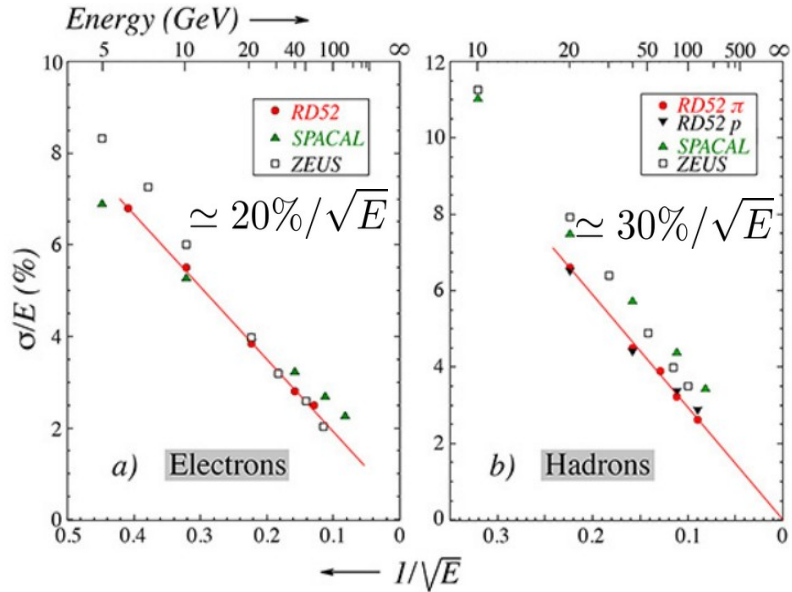 Energy (GeV) ⟶
5 10 20 40 100 ∞
10 20 50 100 500 ∞
10
8
6
4
2
0
σ/E (%)
RD52
SPACAL
ZEUS
≃ 20%/√E
a) Electrons
0.5 0.4 0.3 0.2 0.1 0
12
10
8
6
4
2
0
RD52 π
RD52 p
SPACAL
ZEUS
≃ 30%/√E
b) Hadrons
0.3 0.2 0.1 0
⟵ 1/√E